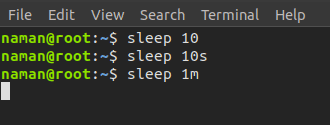 File Edit View Search Terminal Help
naman@root:~$ sleep 10
naman@root:~$ sleep 10s
naman@root:~$ sleep 1m